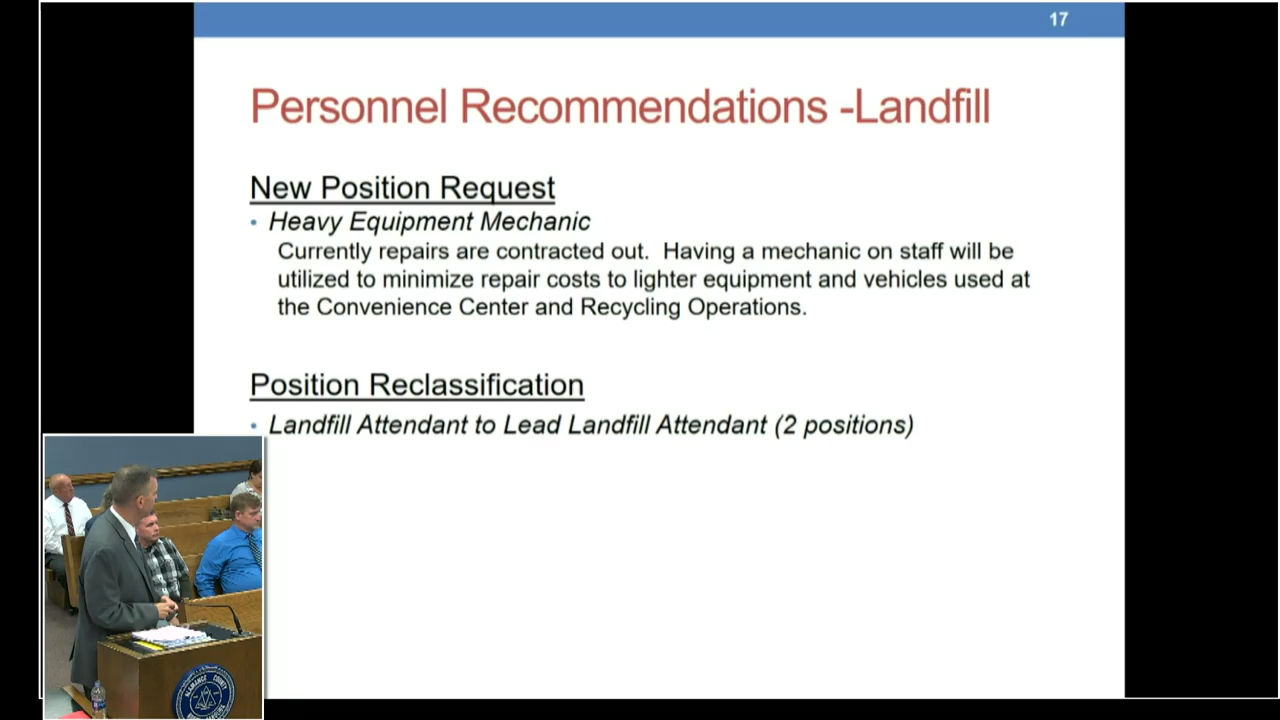 17
Personnel Recommendations -Landfill
New Position Request
• Heavy Equipment Mechanic
Currently repairs are contracted out.  Having a mechanic on staff will be
utilized to minimize repair costs to lighter equipment and vehicles used at
the Convenience Center and Recycling Operations.
Position Reclassification
• Landfill Attendant to Lead Landfill Attendant (2 positions)
ALAMANCE COUNTY